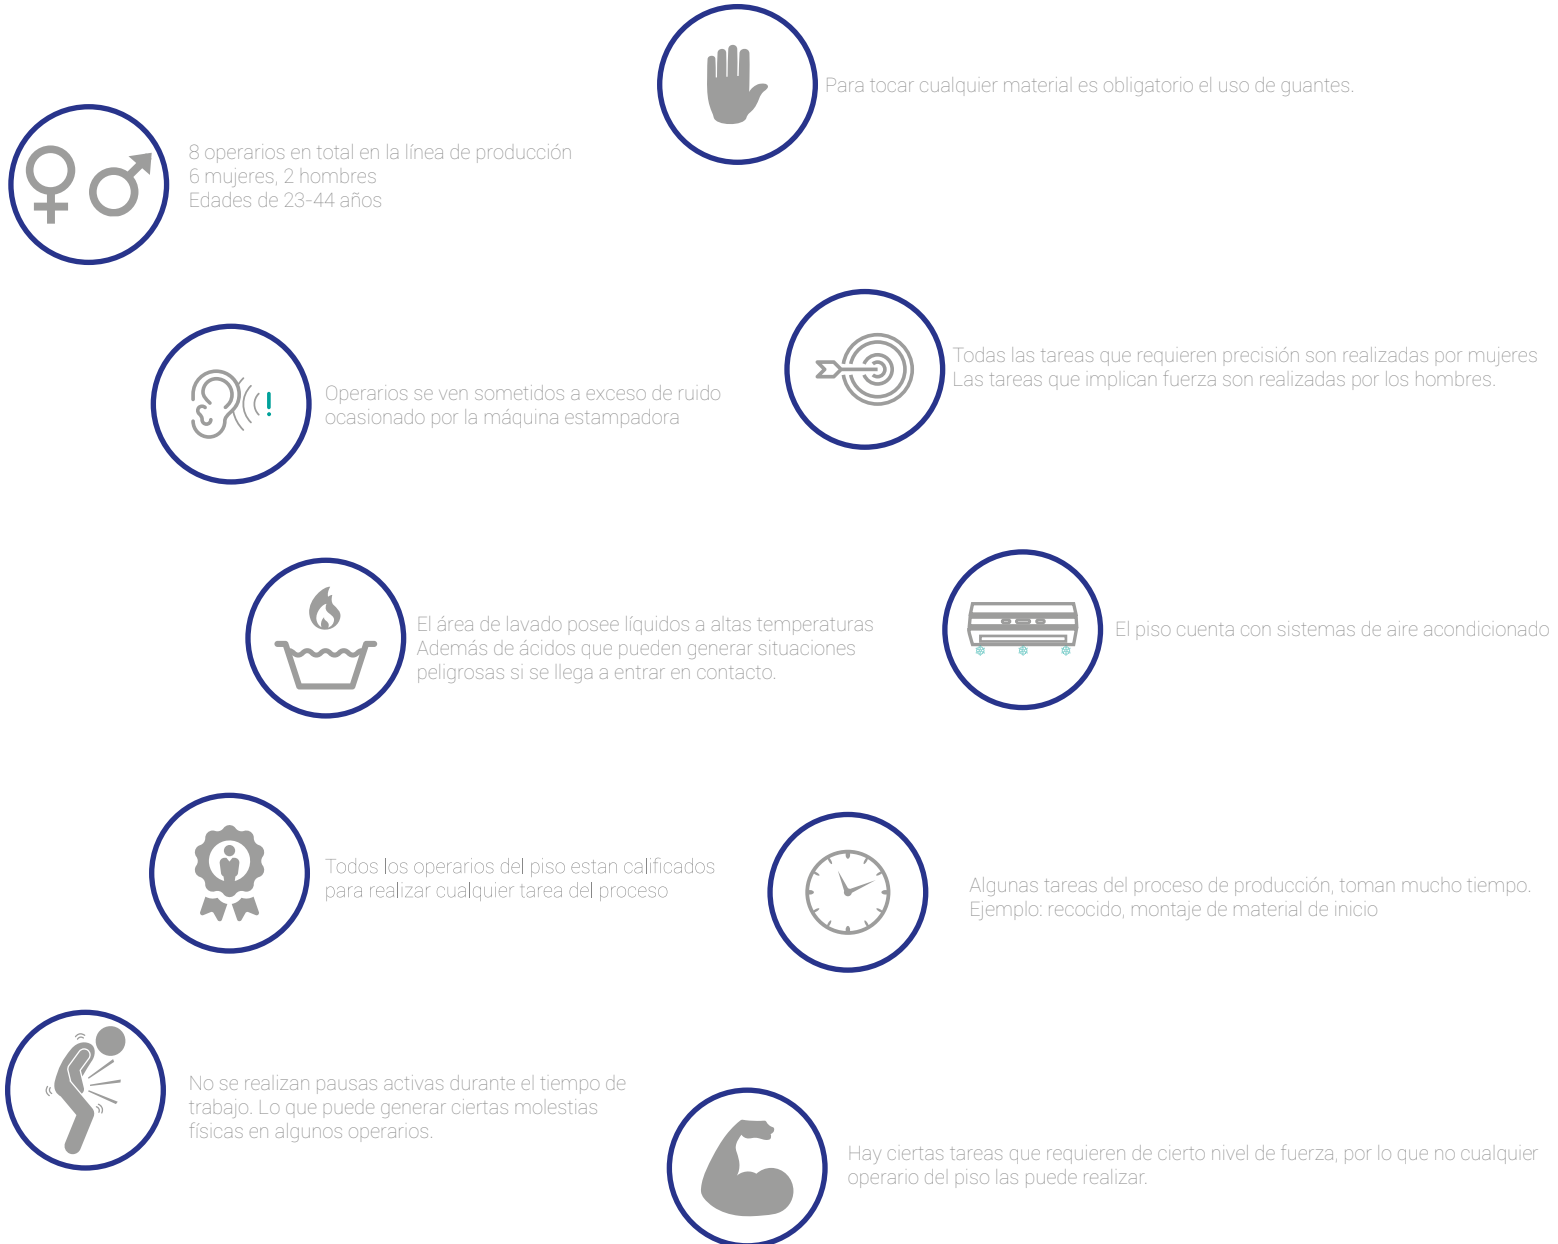 Para tocar cualquier material es obligatorio el uso de guantes.
8 operarios en total en la línea de producción
6 mujeres, 2 hombres
Edades de 23-44 años
Todas las tareas que requieren precisión son realizadas por mujeres
Las tareas que implican fuerza son realizadas por los hombres.
Operarios se ven sometidos a exceso de ruido
ocasionado por la máquina estampadora
El área de lavado posee líquidos a altas temperaturas
Además de ácidos que pueden generar situaciones
peligrosas si se llega a entrar en contacto.
El piso cuenta con sistemas de aire acondicionado
Todos los operarios del piso estan calificados
para realizar cualquier tarea del proceso
Algunas tareas del proceso de producción, toman mucho tiempo.
Ejemplo: recocido, montaje de material de inicio
No se realizan pausas activas durante el tiempo de
trabajo. Lo que puede generar ciertas molestias
físicas en algunos operarios.
Hay ciertas tareas que requieren de cierto nivel de fuerza, por lo que no cualquier
operario del piso las puede realizar.